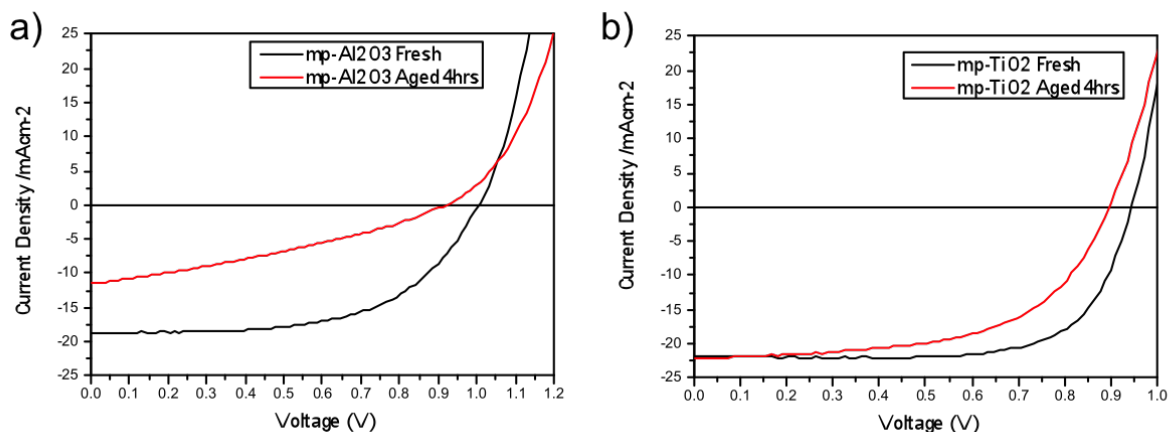 a)
mp-Al2O3 Fresh
mp-Al2O3 Aged 4hrs
25
20
15
10
5
0
-5
-10
-15
-20
-25
Current Density /mAcm-2
0.0 0.1 0.2 0.3 0.4 0.5 0.6 0.7 0.8 0.9 1.0 1.1 1.2
Voltage (V)
b)
mp-TiO2 Fresh
mp-TiO2 Aged 4hrs
25
20
15
10
5
0
-5
-10
-15
-20
-25
Current Density /mAcm-2
0.0 0.1 0.2 0.3 0.4 0.5 0.6 0.7 0.8 0.9 1.0
Voltage (V)